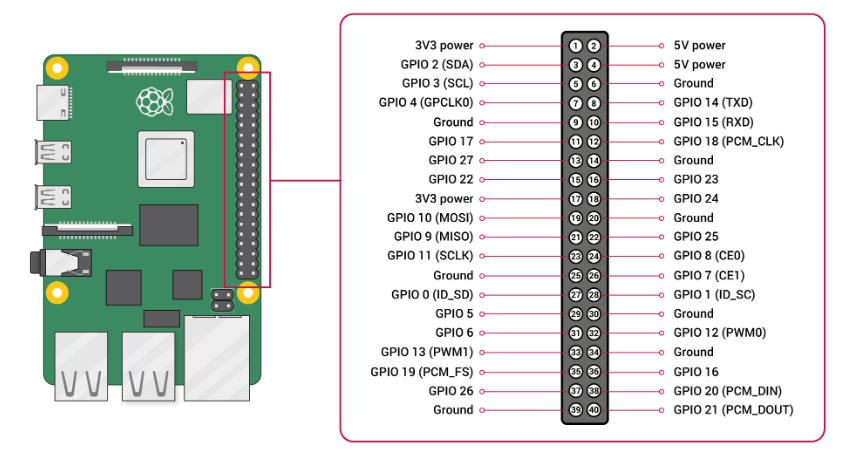 3V3 power 1 2 5V power
GPIO 2 (SDA) 3 4 5V power
GPIO 3 (SCL) 5 6 Ground
GPIO 4 (GPCLK0) 7 8 GPIO 14 (TXD)
Ground 9 10 GPIO 15 (RXD)
GPIO 17 11 12 GPIO 18 (PCM_CLK)
GPIO 27 13 14 Ground
GPIO 22 15 16 GPIO 23
3V3 power 17 18 GPIO 24
GPIO 10 (MOSI) 19 20 Ground
GPIO 9 (MISO) 21 22 GPIO 25
GPIO 11 (SCLK) 23 24 GPIO 8 (CE0)
Ground 25 26 GPIO 7 (CE1)
GPIO 0 (ID_SD) 27 28 GPIO 1 (ID_SC)
GPIO 5 29 30 Ground
GPIO 6 31 32 GPIO 12 (PWM0)
GPIO 13 (PWM1) 33 34 Ground
GPIO 19 (PCM_FS) 35 36 GPIO 16
GPIO 26 37 38 GPIO 20 (PCM_DIN)
Ground 39 40 GPIO 21 (PCM_DOUT)